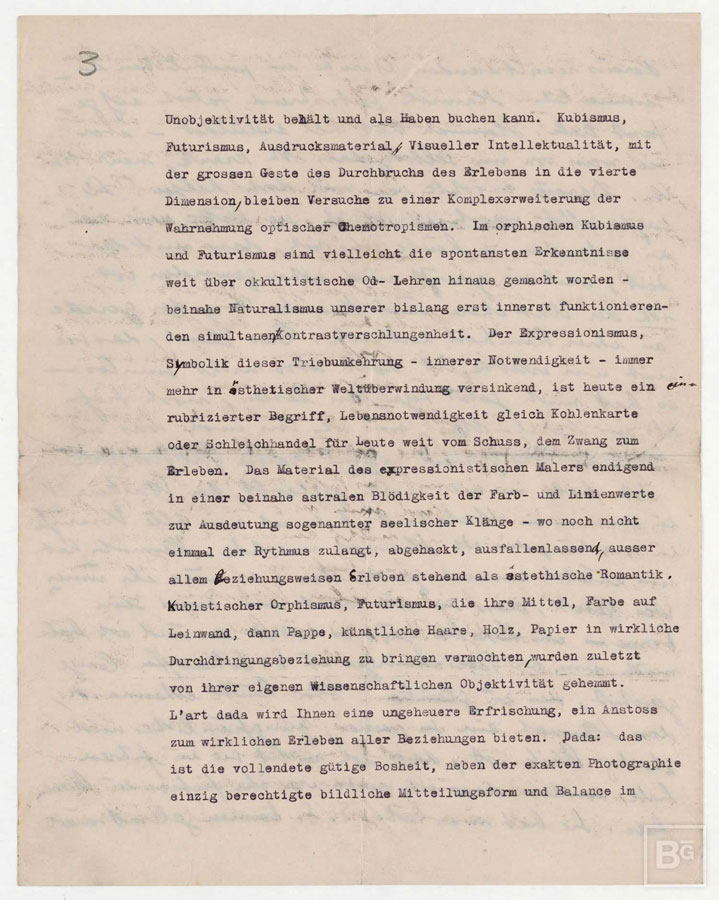 3
Unobjektivität behält und als Haben buchen kann. Kubismus,
Futurismus, Ausdrucksmaterial, Visueller Intellektualität, mit
der grossen Geste des Durchbruchs des Erlebens in die vierte
Dimension, bleiben Versuche zu einer Komplexerweiterung der
Wahrnehmung optischer Chemotropismen. Im orphischen Kubismus
und Futurismus sind vielleicht die spontansten Erkenntnisse
weit über okkultistische Od- Lehren hinaus gemacht worden -
beinahe Naturalismus unserer bislang erst innerst funktionieren-
den simultanen Kontrastverschlungenheit. Der Expressionismus,
Symbolik dieser Triebumkehrung - innerer Notwendigkeit - immer
mehr in ästhetischer Weltüberwindung versinkend, ist heute ein ein-
rubrizierter Begriff, Lebensnotwendigkeit gleich Kohlenkarte
oder Schleichhandel für Leute weit vom Schuss, dem Zwang zum
Erleben. Das Material des expressionistischen Malers endigend
in einer beinahe astralen Blödigkeit der Farb- und Linienwerte
zur Ausdeutung sogenannter seelischer Klänge - wo noch nicht
einmal der Rythmus zulangt, abgehackt, ausfallenlassend, ausser
allem Beziehungsweisen Erleben stehend als ästethische Romantik.
Kubistischer Orphismus, Futurismus, die ihre Mittel, Farbe auf
Leinwand, dann Pappe, künstliche Haare, Holz, Papier in wirkliche
Durchdringungsbeziehung zu bringen vermochten, wurden zuletzt
von ihrer eigenen Wissenschaftlichen Objektivität gehemmt.
L'art dada wird Ihnen eine ungeheuere Erfrischung, ein Anstoss
zum wirklichen Erleben aller Beziehungen bieten. Dada: das
ist die vollendete gütige Bosheit, neben der exakten Photographie
einzig berechtigte bildliche Mitteilungsform und Balance im
BG